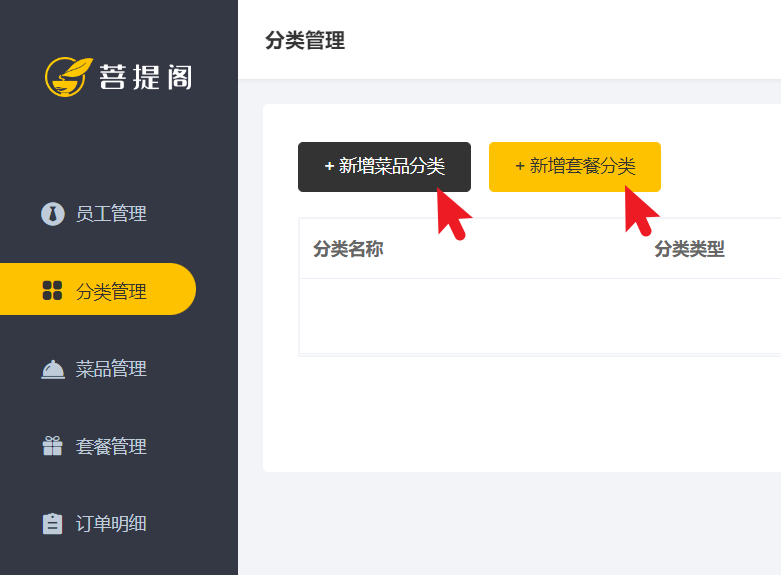 菩提阁
员工管理
分类管理
菜品管理
套餐管理
订单明细
分类管理
+ 新增菜品分类
+ 新增套餐分类
分类名称
分类类型